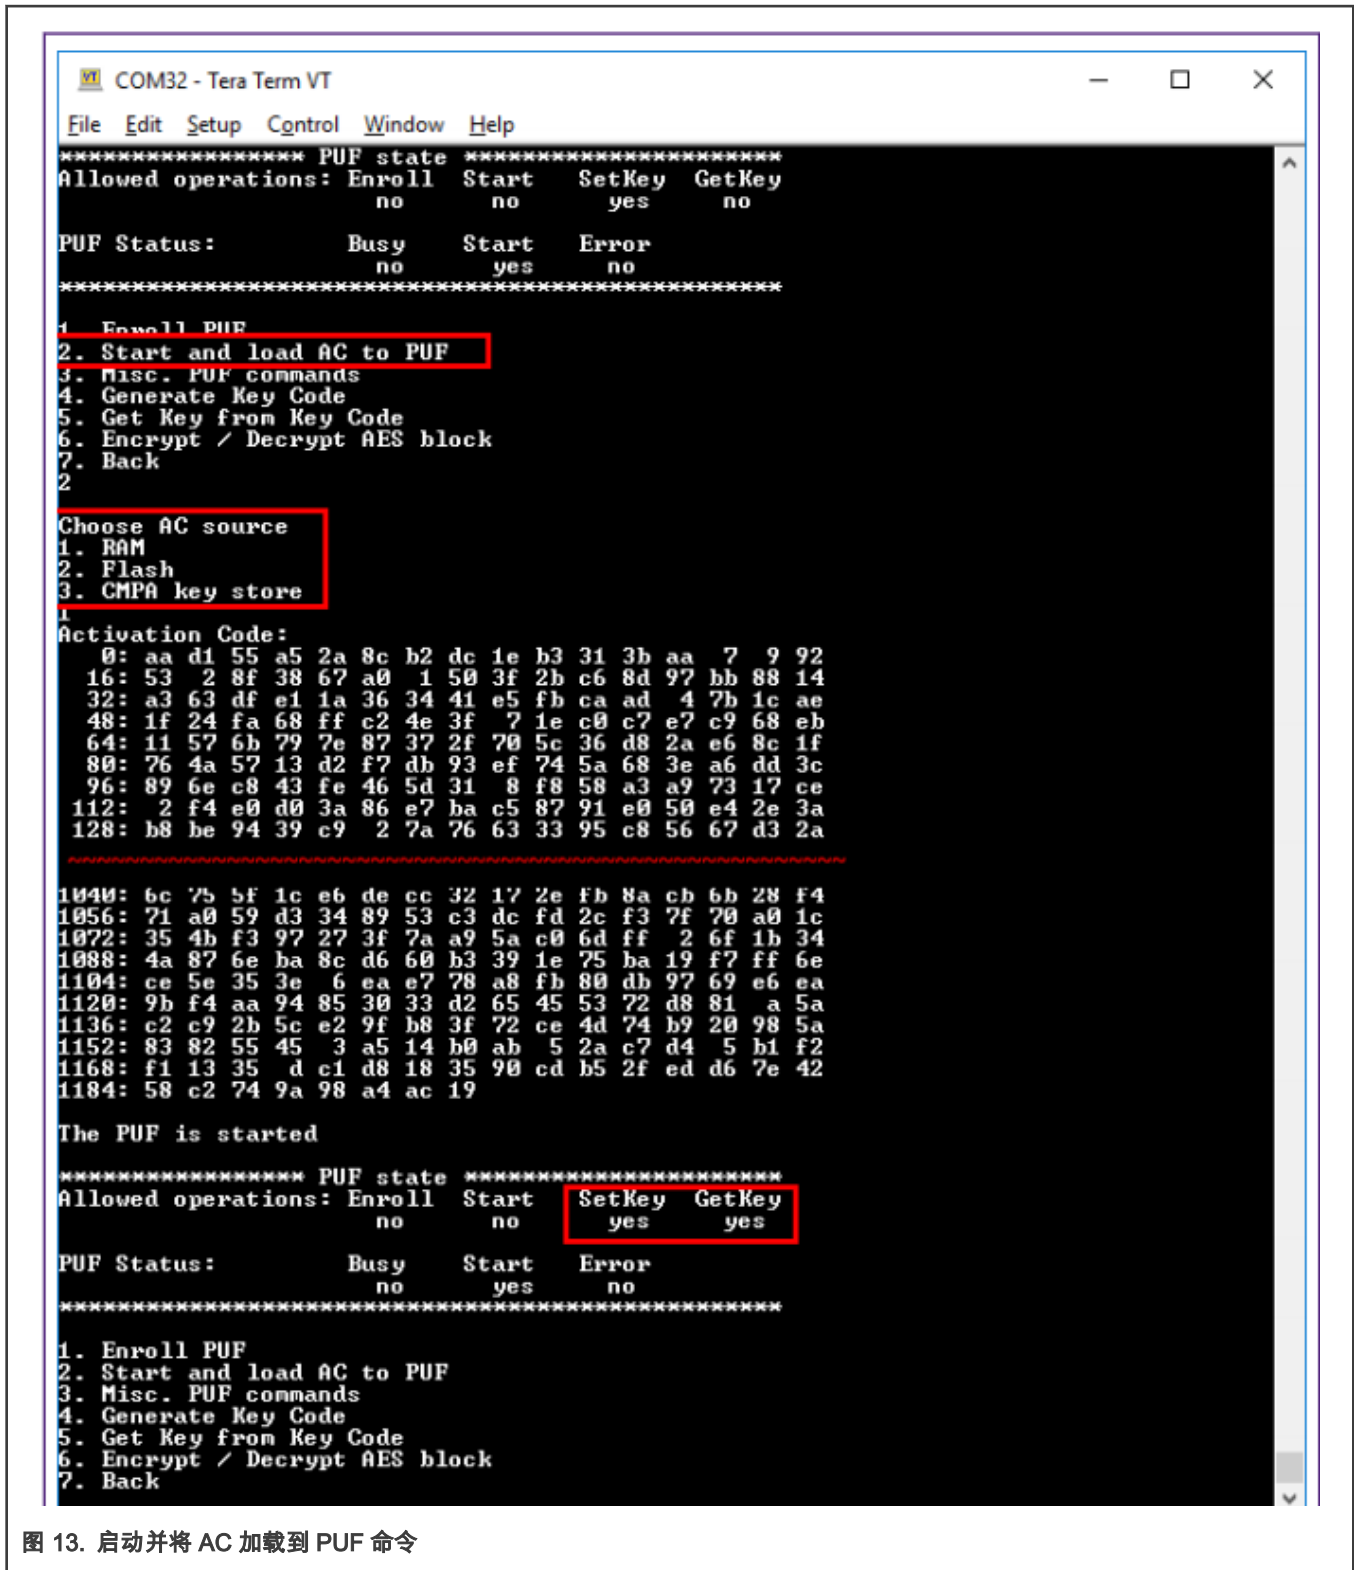 COM32 - Tera Term VT
File Edit Setup Control Window Help
***************** PUF state **********************
Allowed operations: Enroll Start SetKey GetKey
no no yes no
PUF Status: Busy Start Error
no yes no
**************************************************
1. Enroll PUF
2. Start and load AC to PUF
3. Misc. PUF commands
4. Generate Key Code
5. Get Key from Key Code
6. Encrypt / Decrypt AES block
7. Back
2
Choose AC source
1. RAM
2. Flash
3. CMPA key store
1
Activation Code:
0: aa d1 55 a5 2a 8c b2 dc 1e b3 31 3b aa 7 9 92
16: 53 2 8f 38 67 a0 1 50 3f 2b c6 8d 97 bb 88 14
32: a3 63 df e1 1a 36 34 41 e5 fb ca ad 4 7b 1c ae
48: 1f 24 fa 68 ff c2 4e 3f 7 1e c0 c7 e7 c9 68 eb
64: 11 57 6b 79 7e 87 37 2f 70 5c 36 d8 2a e6 8c 1f
80: 76 4a 57 13 d2 f7 db 93 ef 74 5a 68 3e a6 dd 3c
96: 89 6e c8 43 fe 46 5d 31 8 f8 58 a3 a9 73 17 ce
112: 2 f4 e0 d0 3a 86 e7 ba c5 87 91 e0 50 e4 2e 3a
128: b8 be 94 39 c9 2 7a 76 63 33 95 c8 56 67 d3 2a
1040: 6c 75 5f 1c e6 de cc 32 17 2e fb 8a cb 6b 28 f4
1056: 71 a0 59 d3 34 89 53 c3 dc fd 2c f3 7f 70 a0 1c
1072: 35 4b f3 97 27 3f 7a a9 5a c0 6d ff 2 6f 1b 34
1088: 4a 87 6e ba 8c d6 60 b3 39 1e 75 ba 19 f7 ff 6e
1104: ce 5e 35 3e 6 ea e7 78 a8 fb 80 db 97 69 e6 ea
1120: 9b f4 aa 94 85 30 33 d2 65 45 53 72 d8 81 a 5a
1136: c2 c9 2b 5c e2 9f b8 3f 72 ce 4d 74 b9 20 98 5a
1152: 83 82 55 45 3 a5 14 b0 ab 5 2a c7 d4 5 b1 f2
1168: f1 13 35 d c1 d8 18 35 90 cd b5 2f ed d6 7e 42
1184: 58 c2 74 9a 98 a4 ac 19
The PUF is started
***************** PUF state **********************
Allowed operations: Enroll Start SetKey GetKey
no no yes yes
PUF Status: Busy Start Error
no yes no
**************************************************
1. Enroll PUF
2. Start and load AC to PUF
3. Misc. PUF commands
4. Generate Key Code
5. Get Key from Key Code
6. Encrypt / Decrypt AES block
7. Back
图 13. 启动并将 AC 加载到 PUF 命令